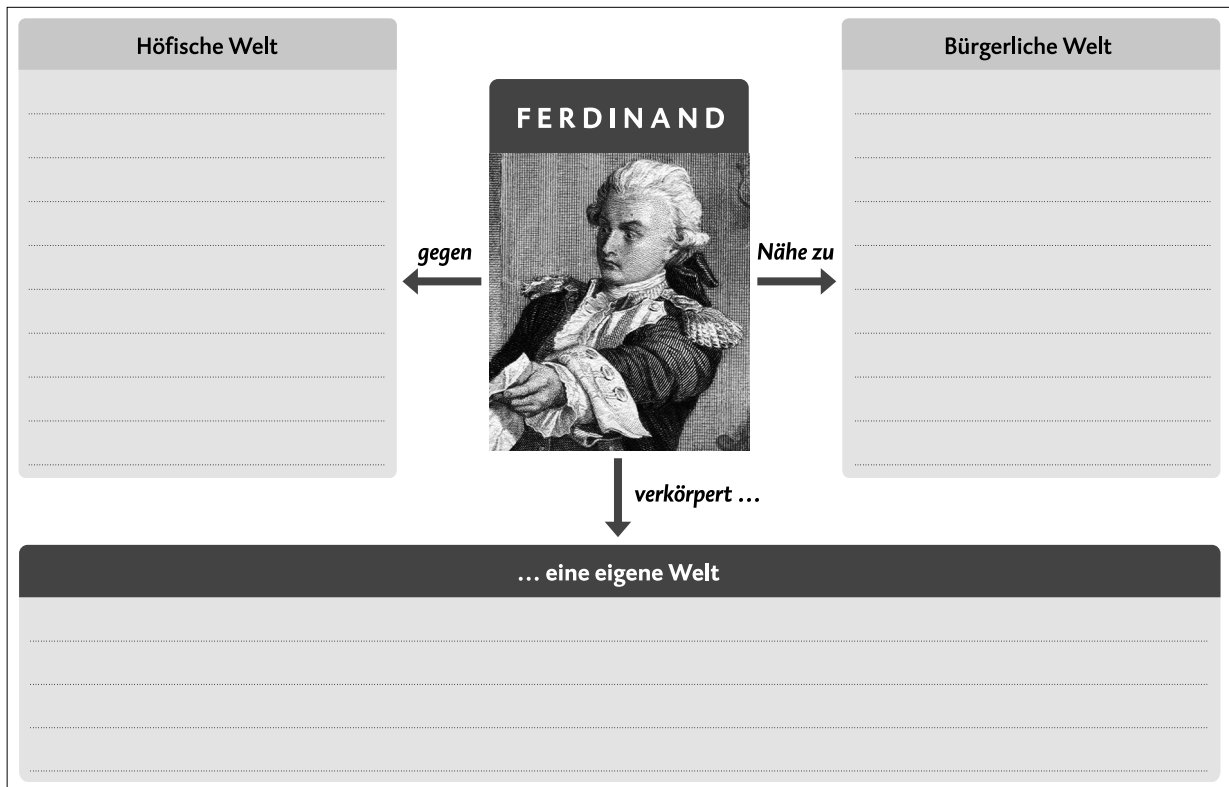 Höfische Welt
Bürgerliche Welt
FERDINAND
gegen
Nähe zu
verkörpert …
… eine eigene Welt